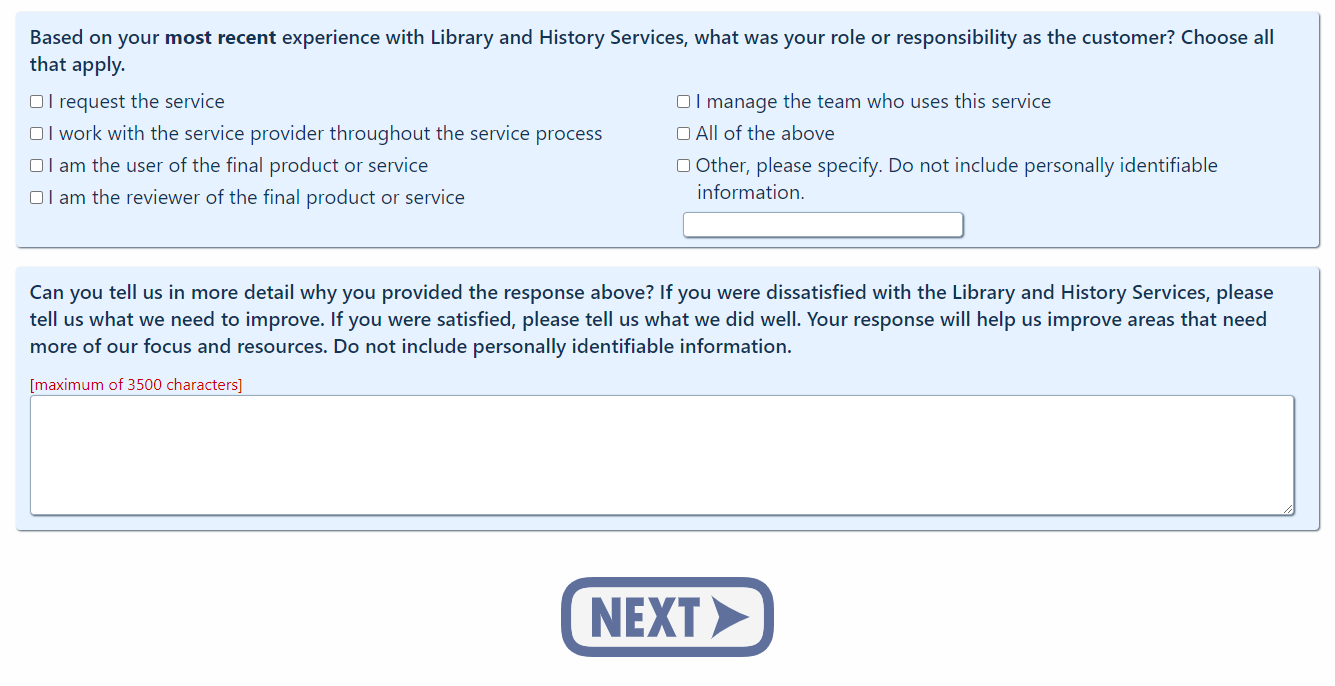 Based on your most recent experience with Library and History Services, what was your role or responsibility as the customer? Choose all
that apply.
I request the service
I work with the service provider throughout the service process
I am the user of the final product or service
I am the reviewer of the final product or service
I manage the team who uses this service
All of the above
Other, please specify. Do not include personally identifiable
information.
Can you tell us in more detail why you provided the response above? If you were dissatisfied with the Library and History Services, please
tell us what we need to improve. If you were satisfied, please tell us what we did well. Your response will help us improve areas that need
more of our focus and resources. Do not include personally identifiable information.
[maximum of 3500 characters]
NEXT